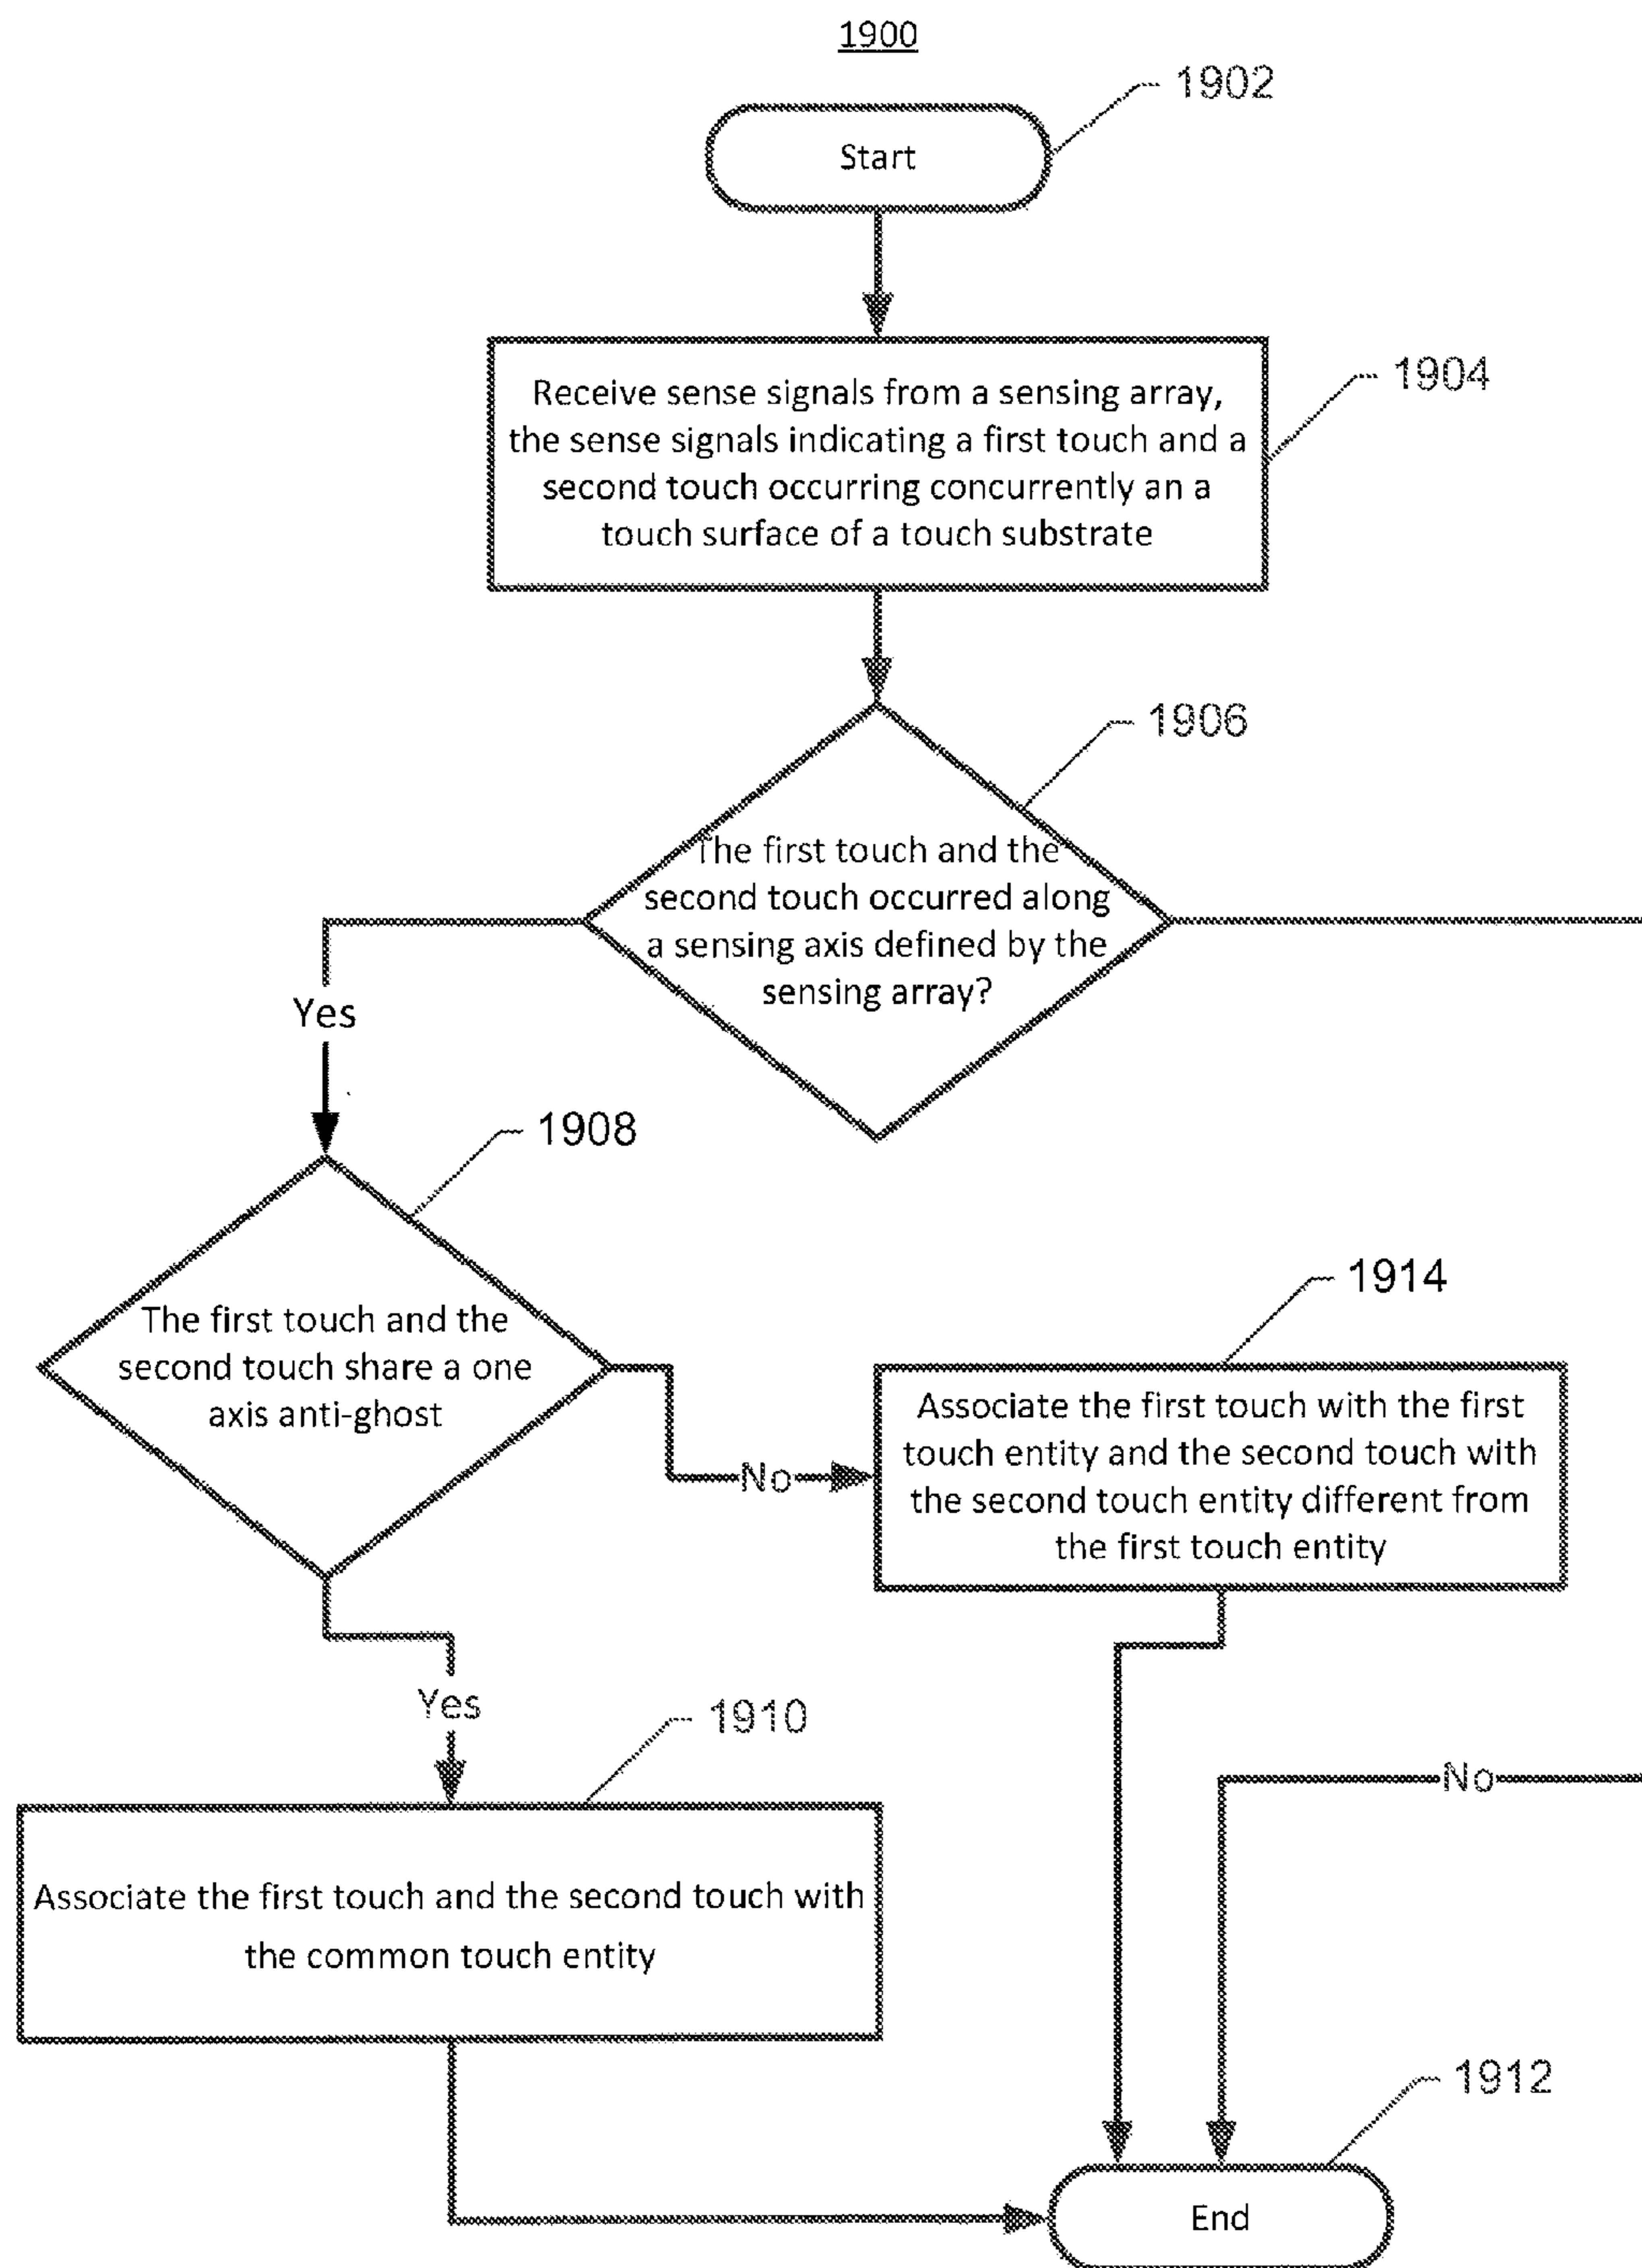 1900
1902
Start
1904
Receive sense signals from a sensing array,
the sense signals indicating a first touch and a
second touch occurring concurrently an a
touch surface of a touch substrate
1906
The first touch and the
second touch occurred along
a sensing axis defined by the
sensing array?
Yes
1908
The first touch and the
second touch share a one
axis anti-ghost
1914
Associate the first touch with the first
touch entity and the second touch with
the second touch entity different from
the first touch entity
No
Yes
1910
Associate the first touch and the second touch with
the common touch entity
No
1912
End